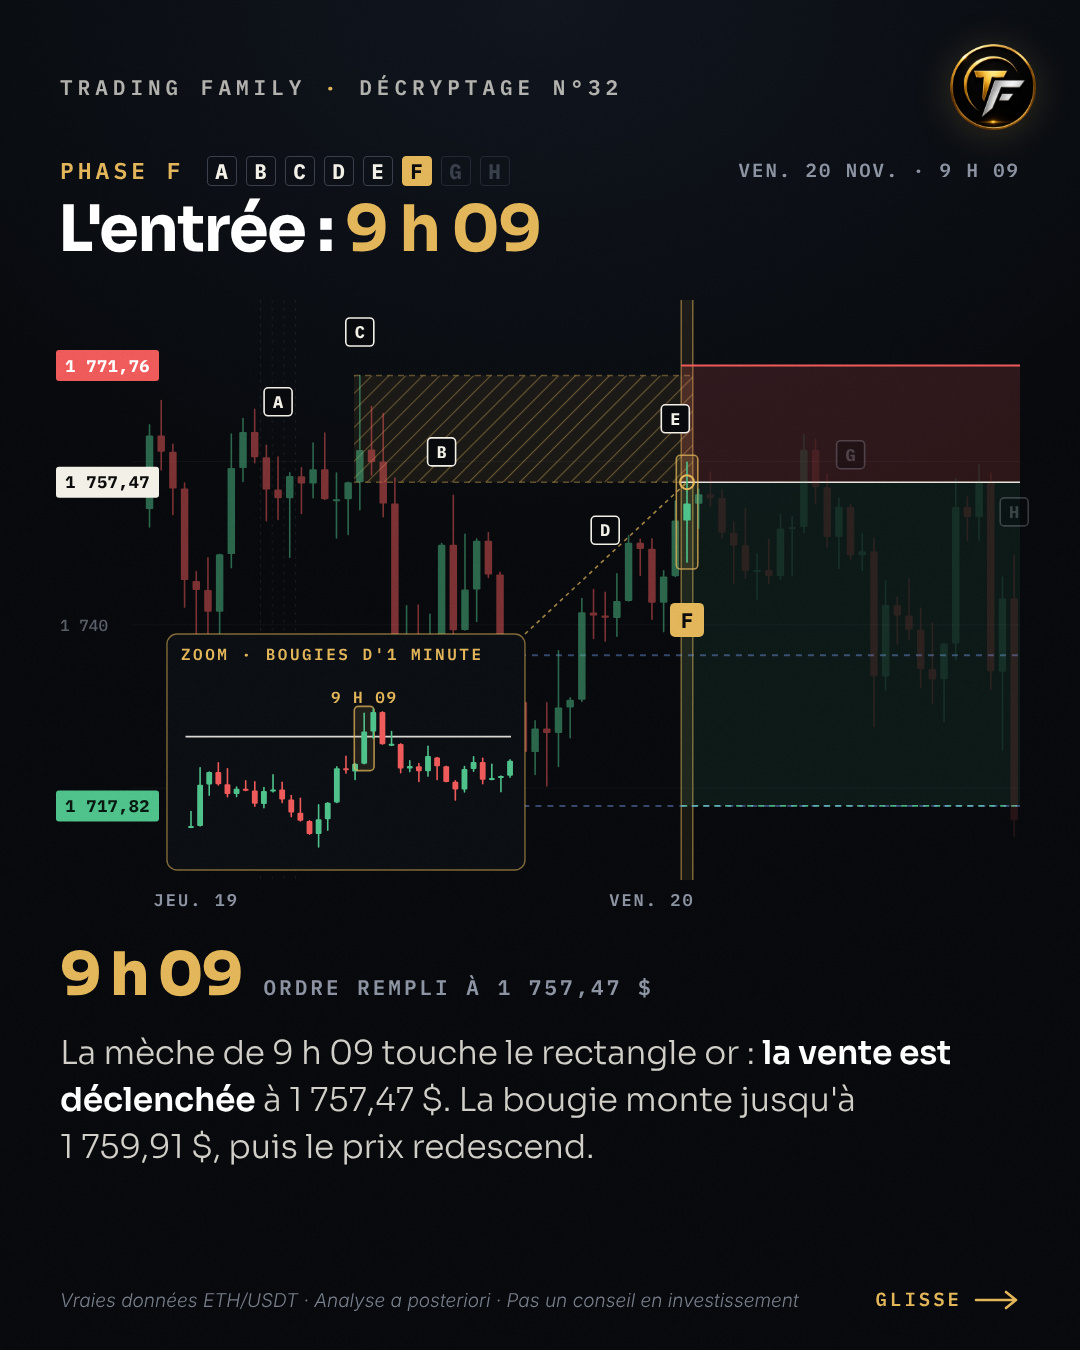 TRADING FAMILY · DÉCRYPTAGE N°32
TF
PHASE F A B C D E F G H
VEN. 20 NOV. · 9 H 09
L'entrée : 9 h 09
C
1 771,76
A
E
B
G
1 757,47
H
D
F
1 740
ZOOM · BOUGIES D'1 MINUTE
9 H 09
1 717,82
JEU. 19
VEN. 20
9 h 09 ORDRE REMPLI À 1 757,47 $
La mèche de 9 h 09 touche le rectangle or : la vente est
déclenchée à 1 757,47 $. La bougie monte jusqu'à
1 759,91 $, puis le prix redescend.
Vraies données ETH/USDT · Analyse a posteriori · Pas un conseil en investissement
GLISSE →